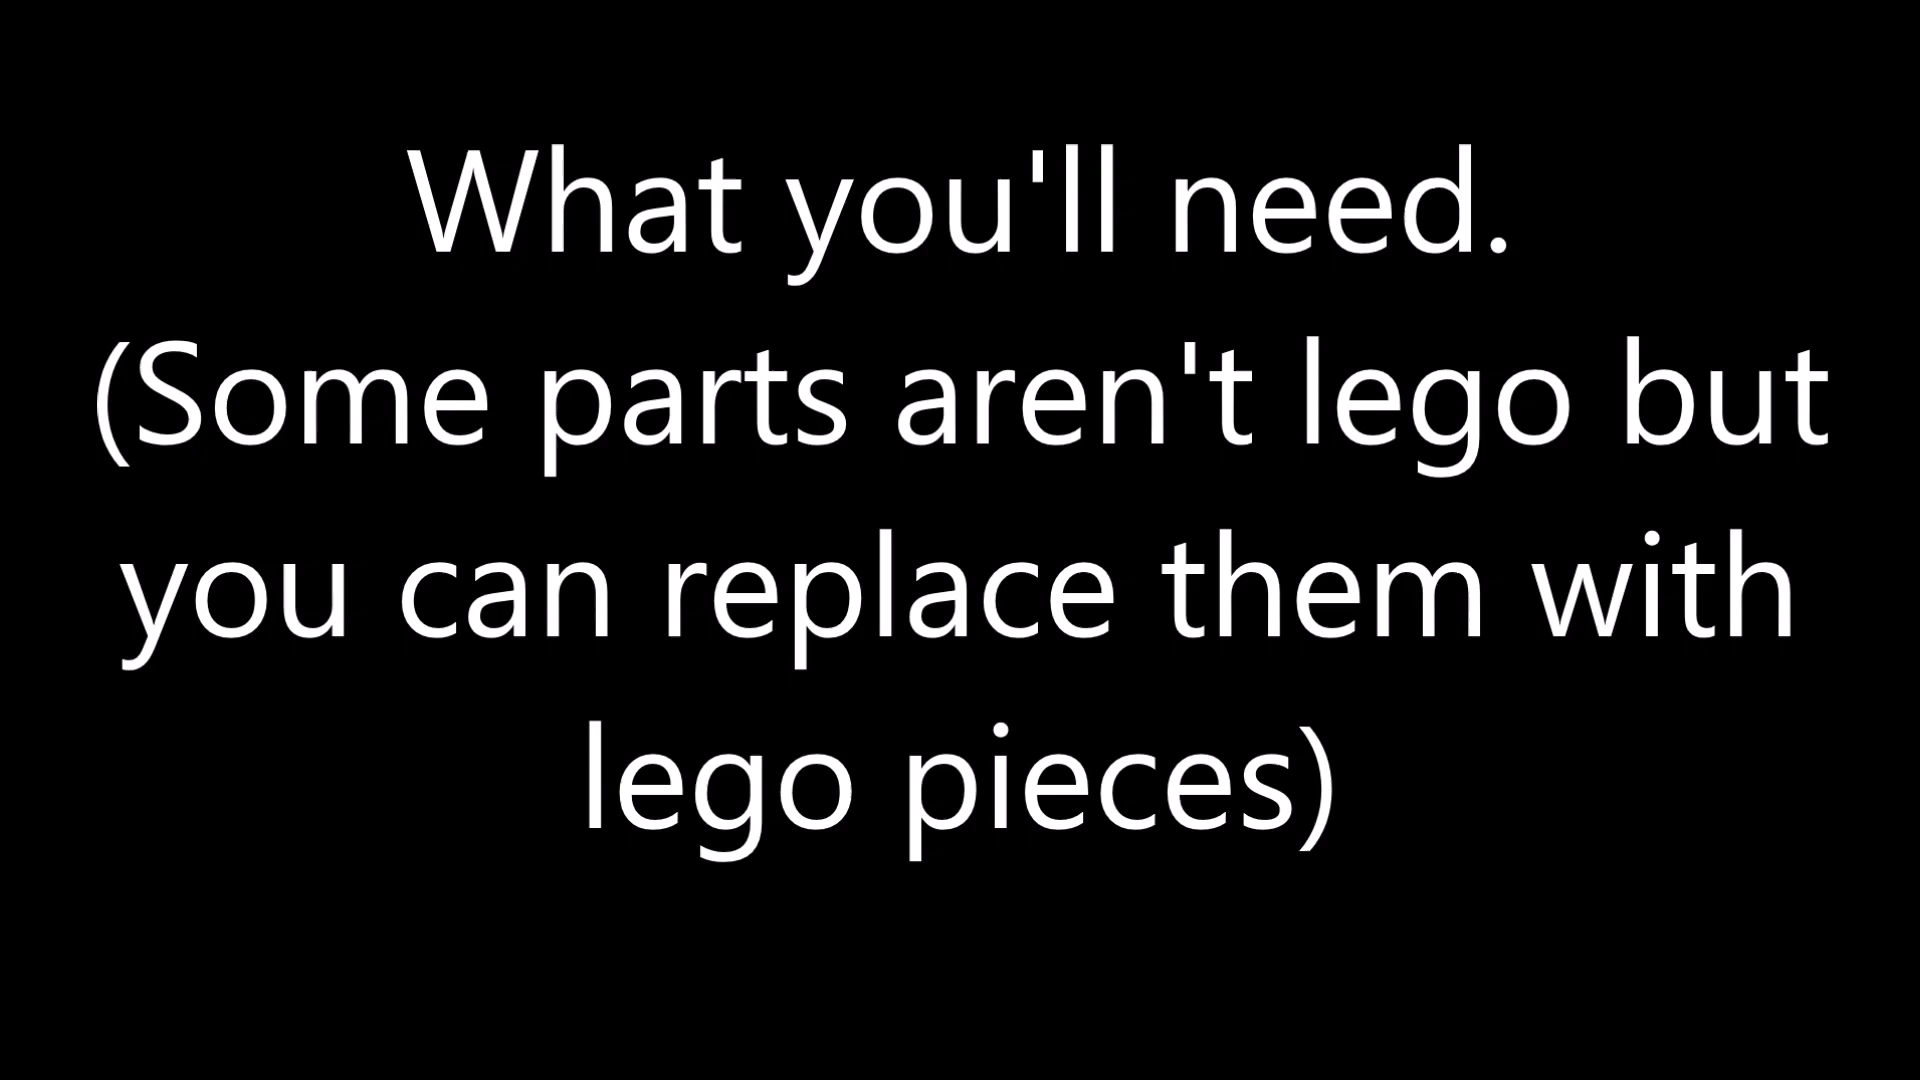 What you'll need.
(Some parts aren't lego but
you can replace them with
lego pieces)